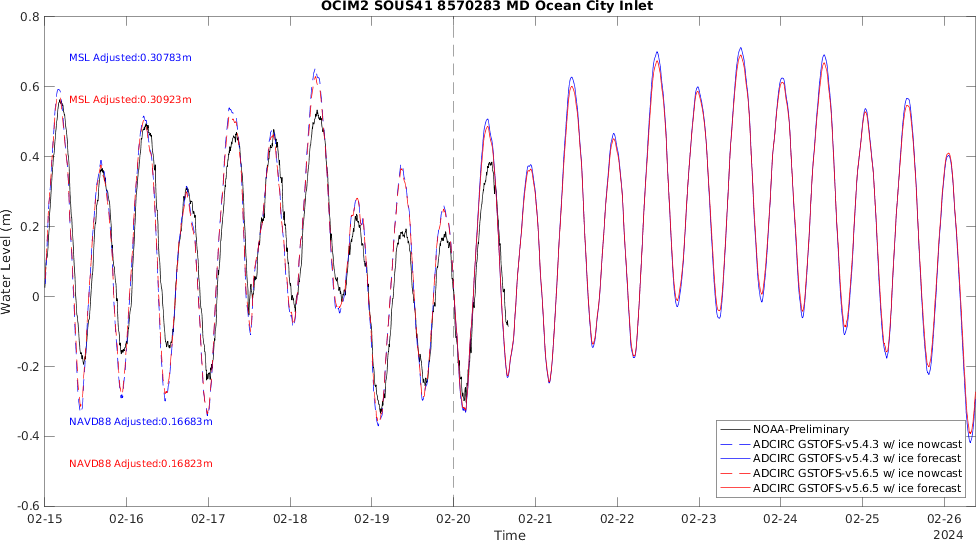 OCIM2 SOUS41 8570283 MD Ocean City Inlet
0.8
0.6
0.4
0.2
0
-0.2
-0.4
-0.6
Water Level (m)
MSL Adjusted:0.30783m
MSL Adjusted:0.30923m
NAVD88 Adjusted:0.16683m
NAVD88 Adjusted:0.16823m
NOAA-Preliminary
ADCIRC GSTOFS-v5.4.3 w/ ice nowcast
ADCIRC GSTOFS-v5.4.3 w/ ice forecast
ADCIRC GSTOFS-v5.6.5 w/ ice nowcast
ADCIRC GSTOFS-v5.6.5 w/ ice forecast
02-15 02-16 02-17 02-18 02-19 02-20 02-21 02-22 02-23 02-24 02-25 02-26
Time
2024